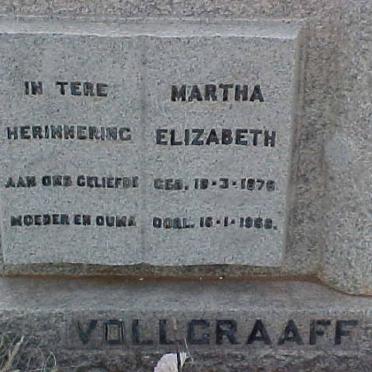 IN TERE
HERINNERING
AAN ONS GELIEFDE
MOEDER EN OUMA
MARTHA
ELIZABETH
GEB. 19-3-1876
OORL. 16-1-1968.
VOLLGRAAFF